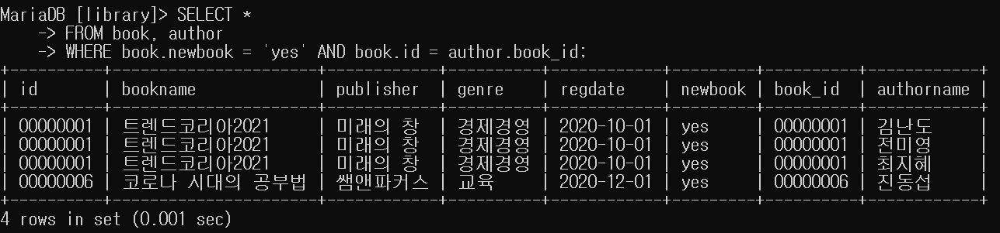 MariaDB [library]> SELECT *
    -> FROM book, author
    -> WHERE book.newbook = 'yes' AND book.id = author.book_id;
+----------+-----------------------+------------+----------+------------+---------+----------+------------+
| id       | bookname              | publisher  | genre    | regdate    | newbook | book_id  | authorname |
+----------+-----------------------+------------+----------+------------+---------+----------+------------+
| 00000001 | 트렌드코리아2021      | 미래의 창  | 경제경영 | 2020-10-01 | yes     | 00000001 | 김난도     |
| 00000001 | 트렌드코리아2021      | 미래의 창  | 경제경영 | 2020-10-01 | yes     | 00000001 | 전미영     |
| 00000001 | 트렌드코리아2021      | 미래의 창  | 경제경영 | 2020-10-01 | yes     | 00000001 | 최지혜     |
| 00000006 | 코로나 시대의 공부법  | 쌤앤파커스 | 교육     | 2020-12-01 | yes     | 00000006 | 진동섭     |
+----------+-----------------------+------------+----------+------------+---------+----------+------------+
4 rows in set (0.001 sec)